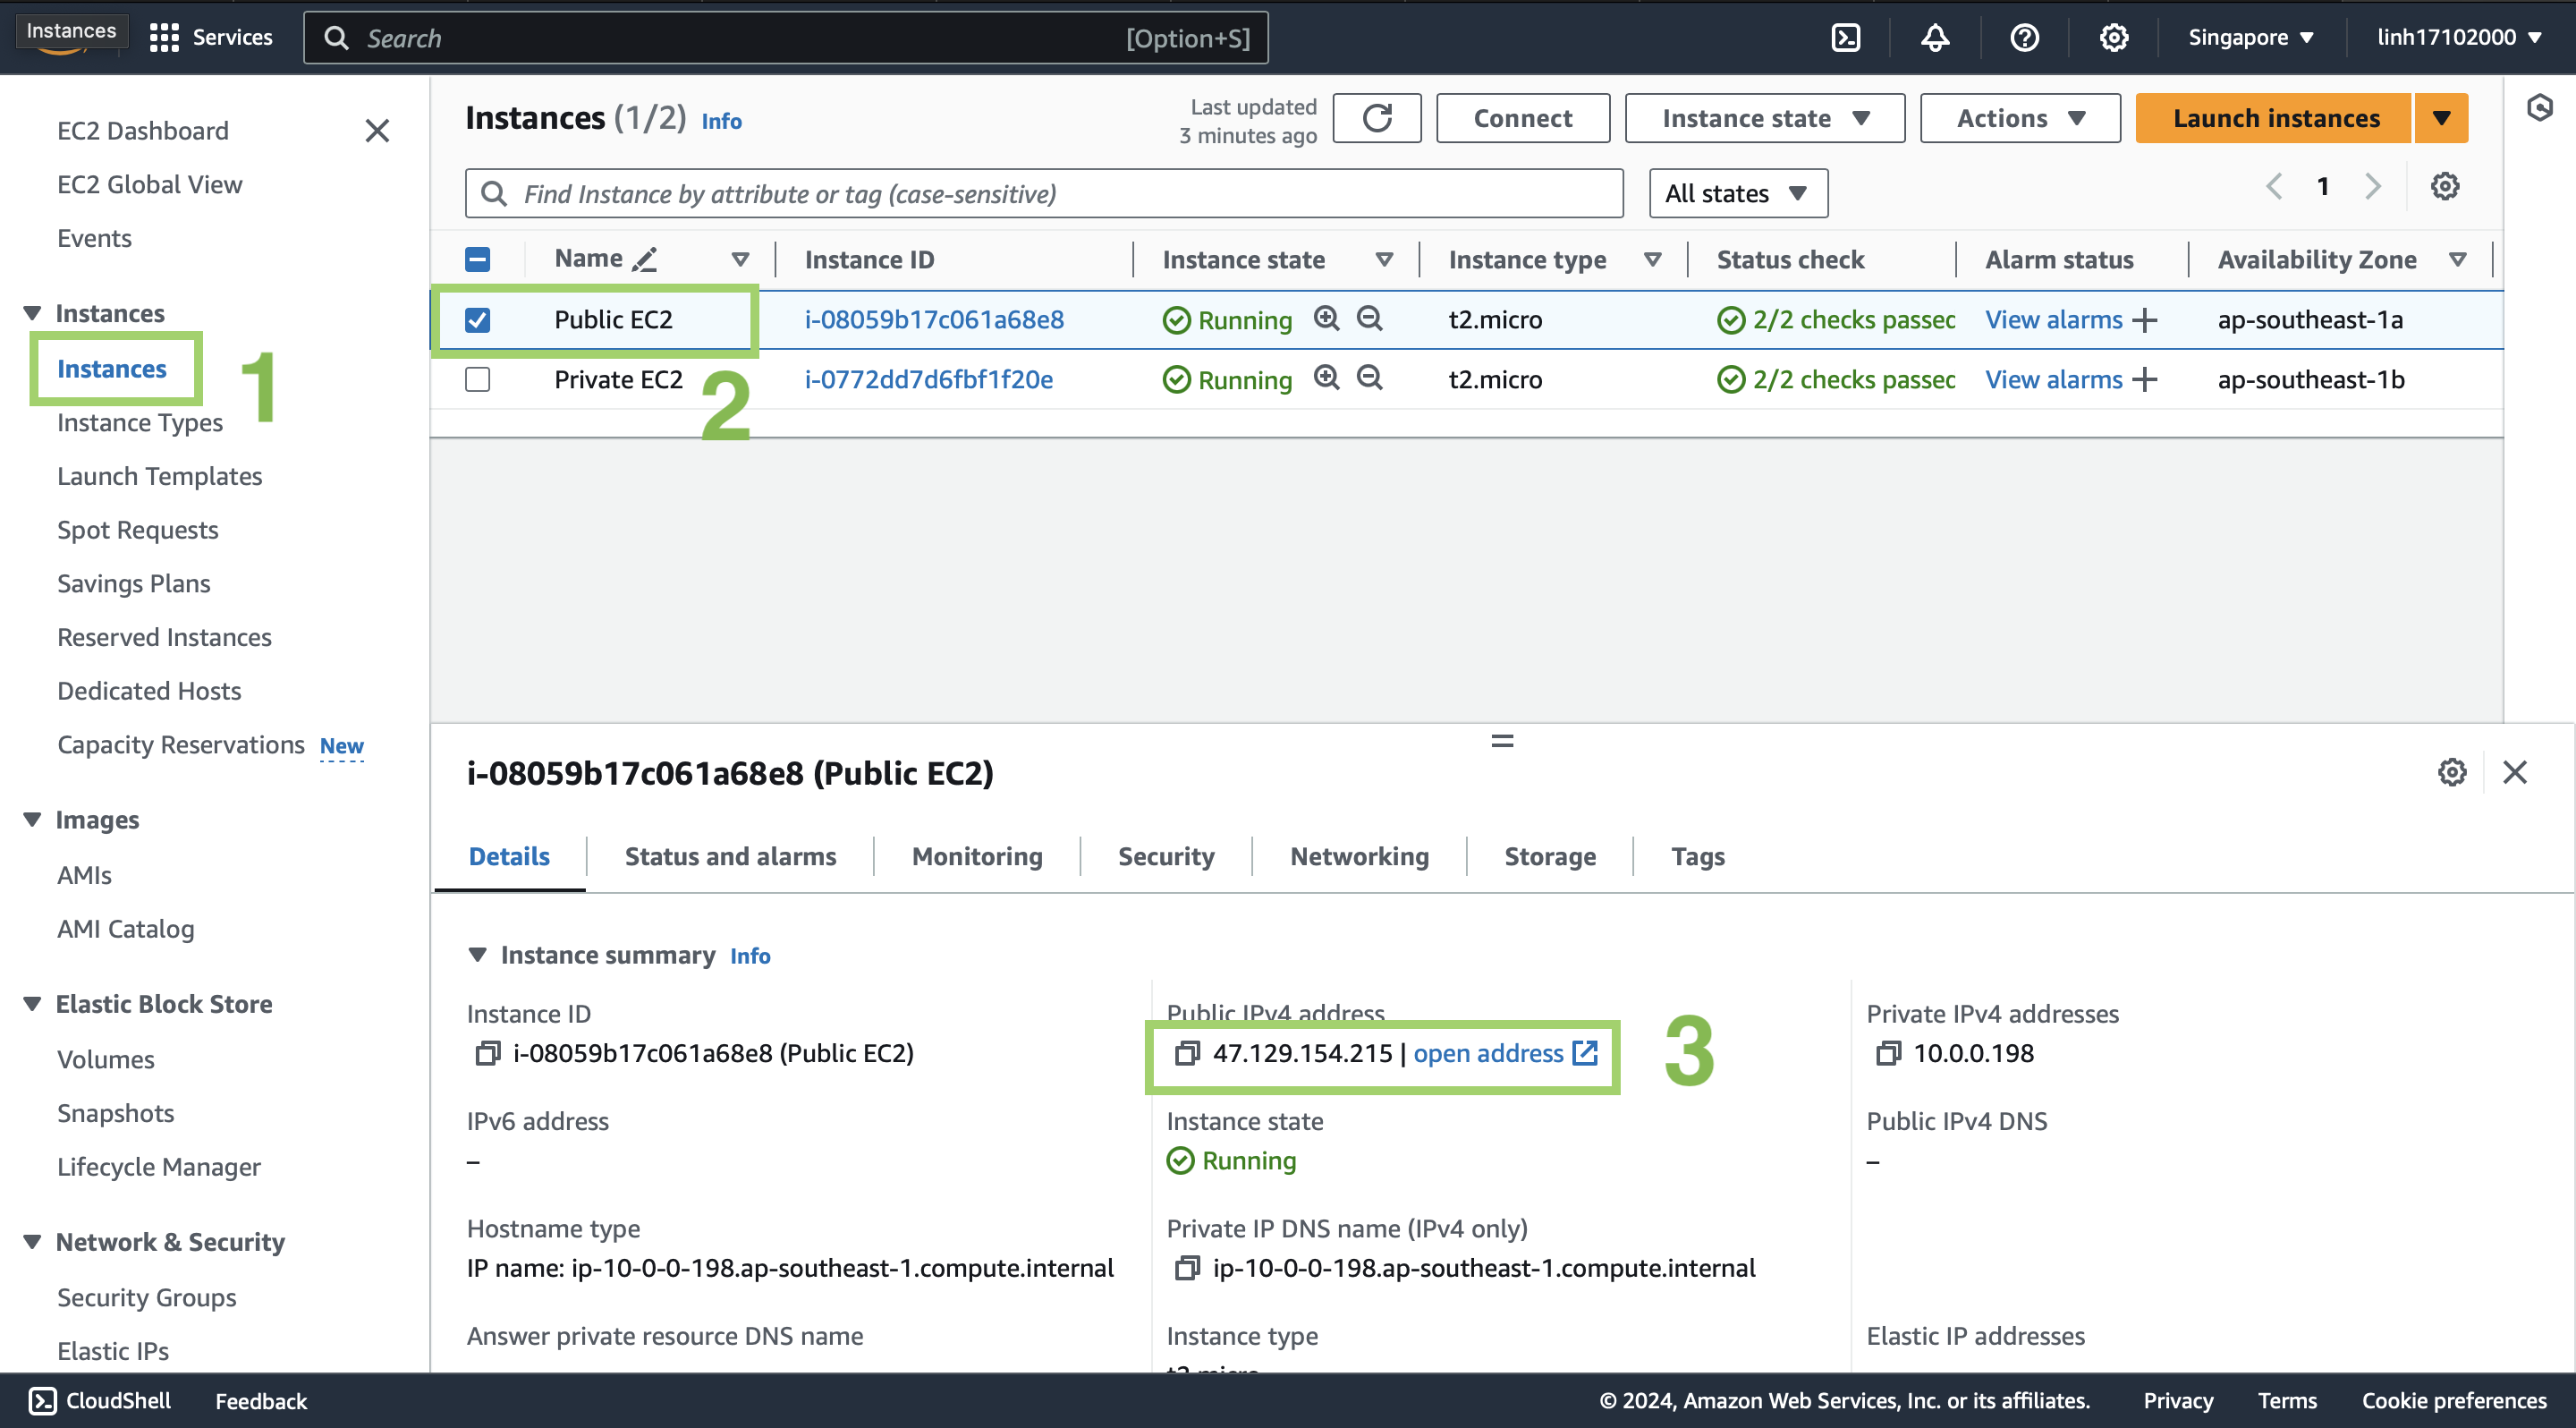 Instances
Services
Search
[Option+S]
Singapore
linh17102000
EC2 Dashboard
EC2 Global View
Events
Instances
Instances
1
Instance Types
Launch Templates
Spot Requests
Savings Plans
Reserved Instances
Dedicated Hosts
Capacity Reservations New
Images
AMIs
AMI Catalog
Elastic Block Store
Volumes
Snapshots
Lifecycle Manager
Network & Security
Security Groups
Elastic IPs
Instances (1/2) Info
Last updated
3 minutes ago
Connect
Instance state
Actions
Launch instances
Find Instance by attribute or tag (case-sensitive)
All states
1
Name Instance ID Instance state Instance type Status check Alarm status Availability Zone
Public EC2 i-08059b17c061a68e8 Running t2.micro 2/2 checks passec View alarms ap-southeast-1a
Private EC2 i-0772dd7d6fbf1f20e Running t2.micro 2/2 checks passec View alarms ap-southeast-1b
2
i-08059b17c061a68e8 (Public EC2)
Details Status and alarms Monitoring Security Networking Storage Tags
Instance summary Info
Instance ID
i-08059b17c061a68e8 (Public EC2)
Public IPv4 address
47.129.154.215 | open address
3
Private IPv4 addresses
10.0.0.198
IPv6 address
–
Instance state
Running
Public IPv4 DNS
–
Hostname type
IP name: ip-10-0-0-198.ap-southeast-1.compute.internal
Private IP DNS name (IPv4 only)
ip-10-0-0-198.ap-southeast-1.compute.internal
Answer private resource DNS name
Instance type
t2.micro
Elastic IP addresses
CloudShell
Feedback
© 2024, Amazon Web Services, Inc. or its affiliates.
Privacy
Terms
Cookie preferences